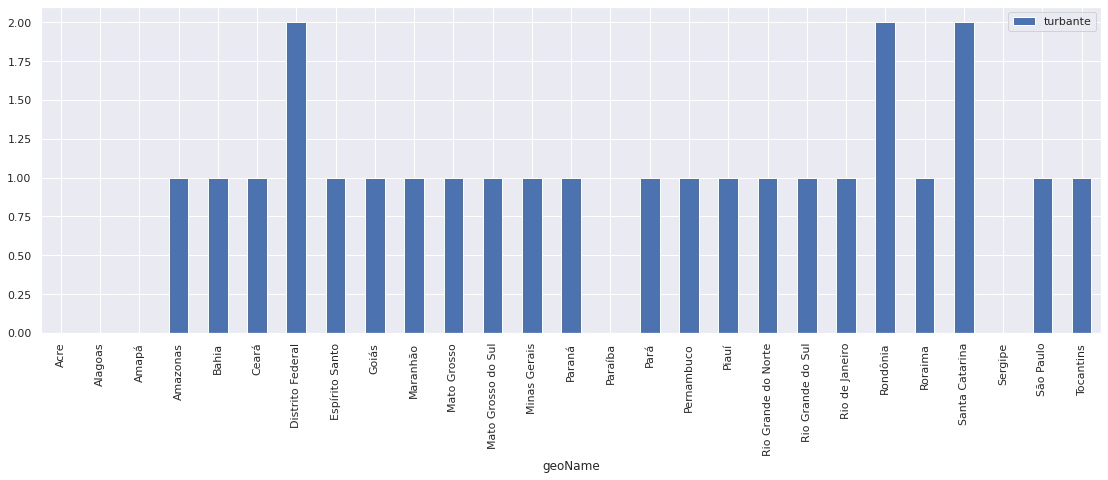 turbante
2.00
1.75
1.50
1.25
1.00
0.75
0.50
0.25
0.00
Acre
Alagoas
Amapá
Amazonas
Bahia
Ceará
Distrito Federal
Espírito Santo
Goiás
Maranhão
Mato Grosso
Mato Grosso do Sul
Minas Gerais
Paraná
Paraíba
Pará
Pernambuco
Piauí
Rio Grande do Norte
Rio Grande do Sul
Rio de Janeiro
Rondônia
Roraima
Santa Catarina
Sergipe
São Paulo
Tocantins
geoName